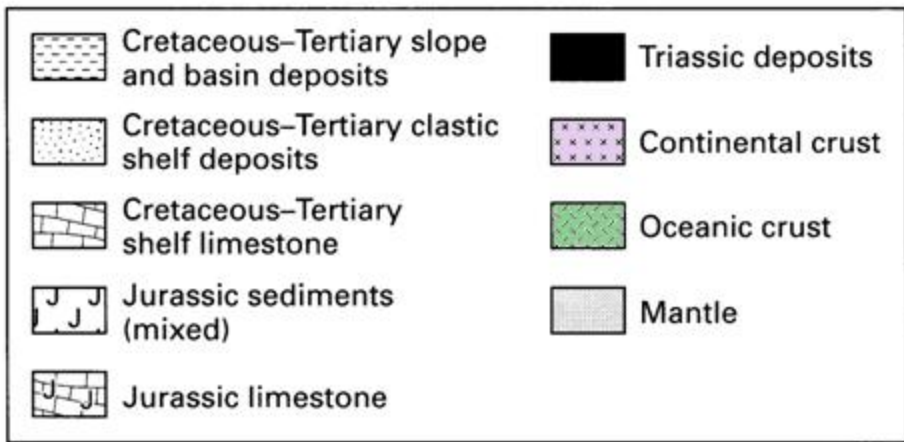 Cretaceous–Tertiary slope
and basin deposits
Cretaceous–Tertiary clastic
shelf deposits
Cretaceous–Tertiary
shelf limestone
J J
J J
Jurassic sediments
(mixed)
J J
Jurassic limestone
Triassic deposits
Continental crust
Oceanic crust
Mantle